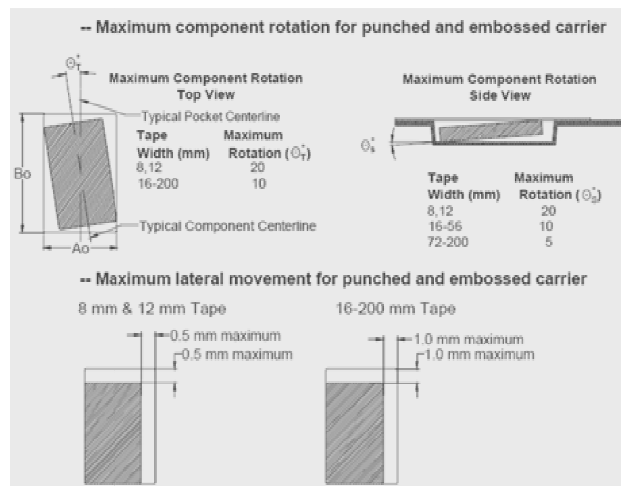 -- Maximum component rotation for punched and embossed carrier
Θ°T
Maximum Component Rotation
Top View
Typical Pocket Centerline
Tape Maximum
Width (mm) Rotation (Θ°T)
8,12 20
16-200 10
Bo
Typical Component Centerline
Ao
Maximum Component Rotation
Side View
Θ°s
Tape Maximum
Width (mm) Rotation (Θ°S)
8,12 20
16-56 10
72-200 5
-- Maximum lateral movement for punched and embossed carrier
8 mm & 12 mm Tape
0.5 mm maximum
0.5 mm maximum
16-200 mm Tape
1.0 mm maximum
1.0 mm maximum